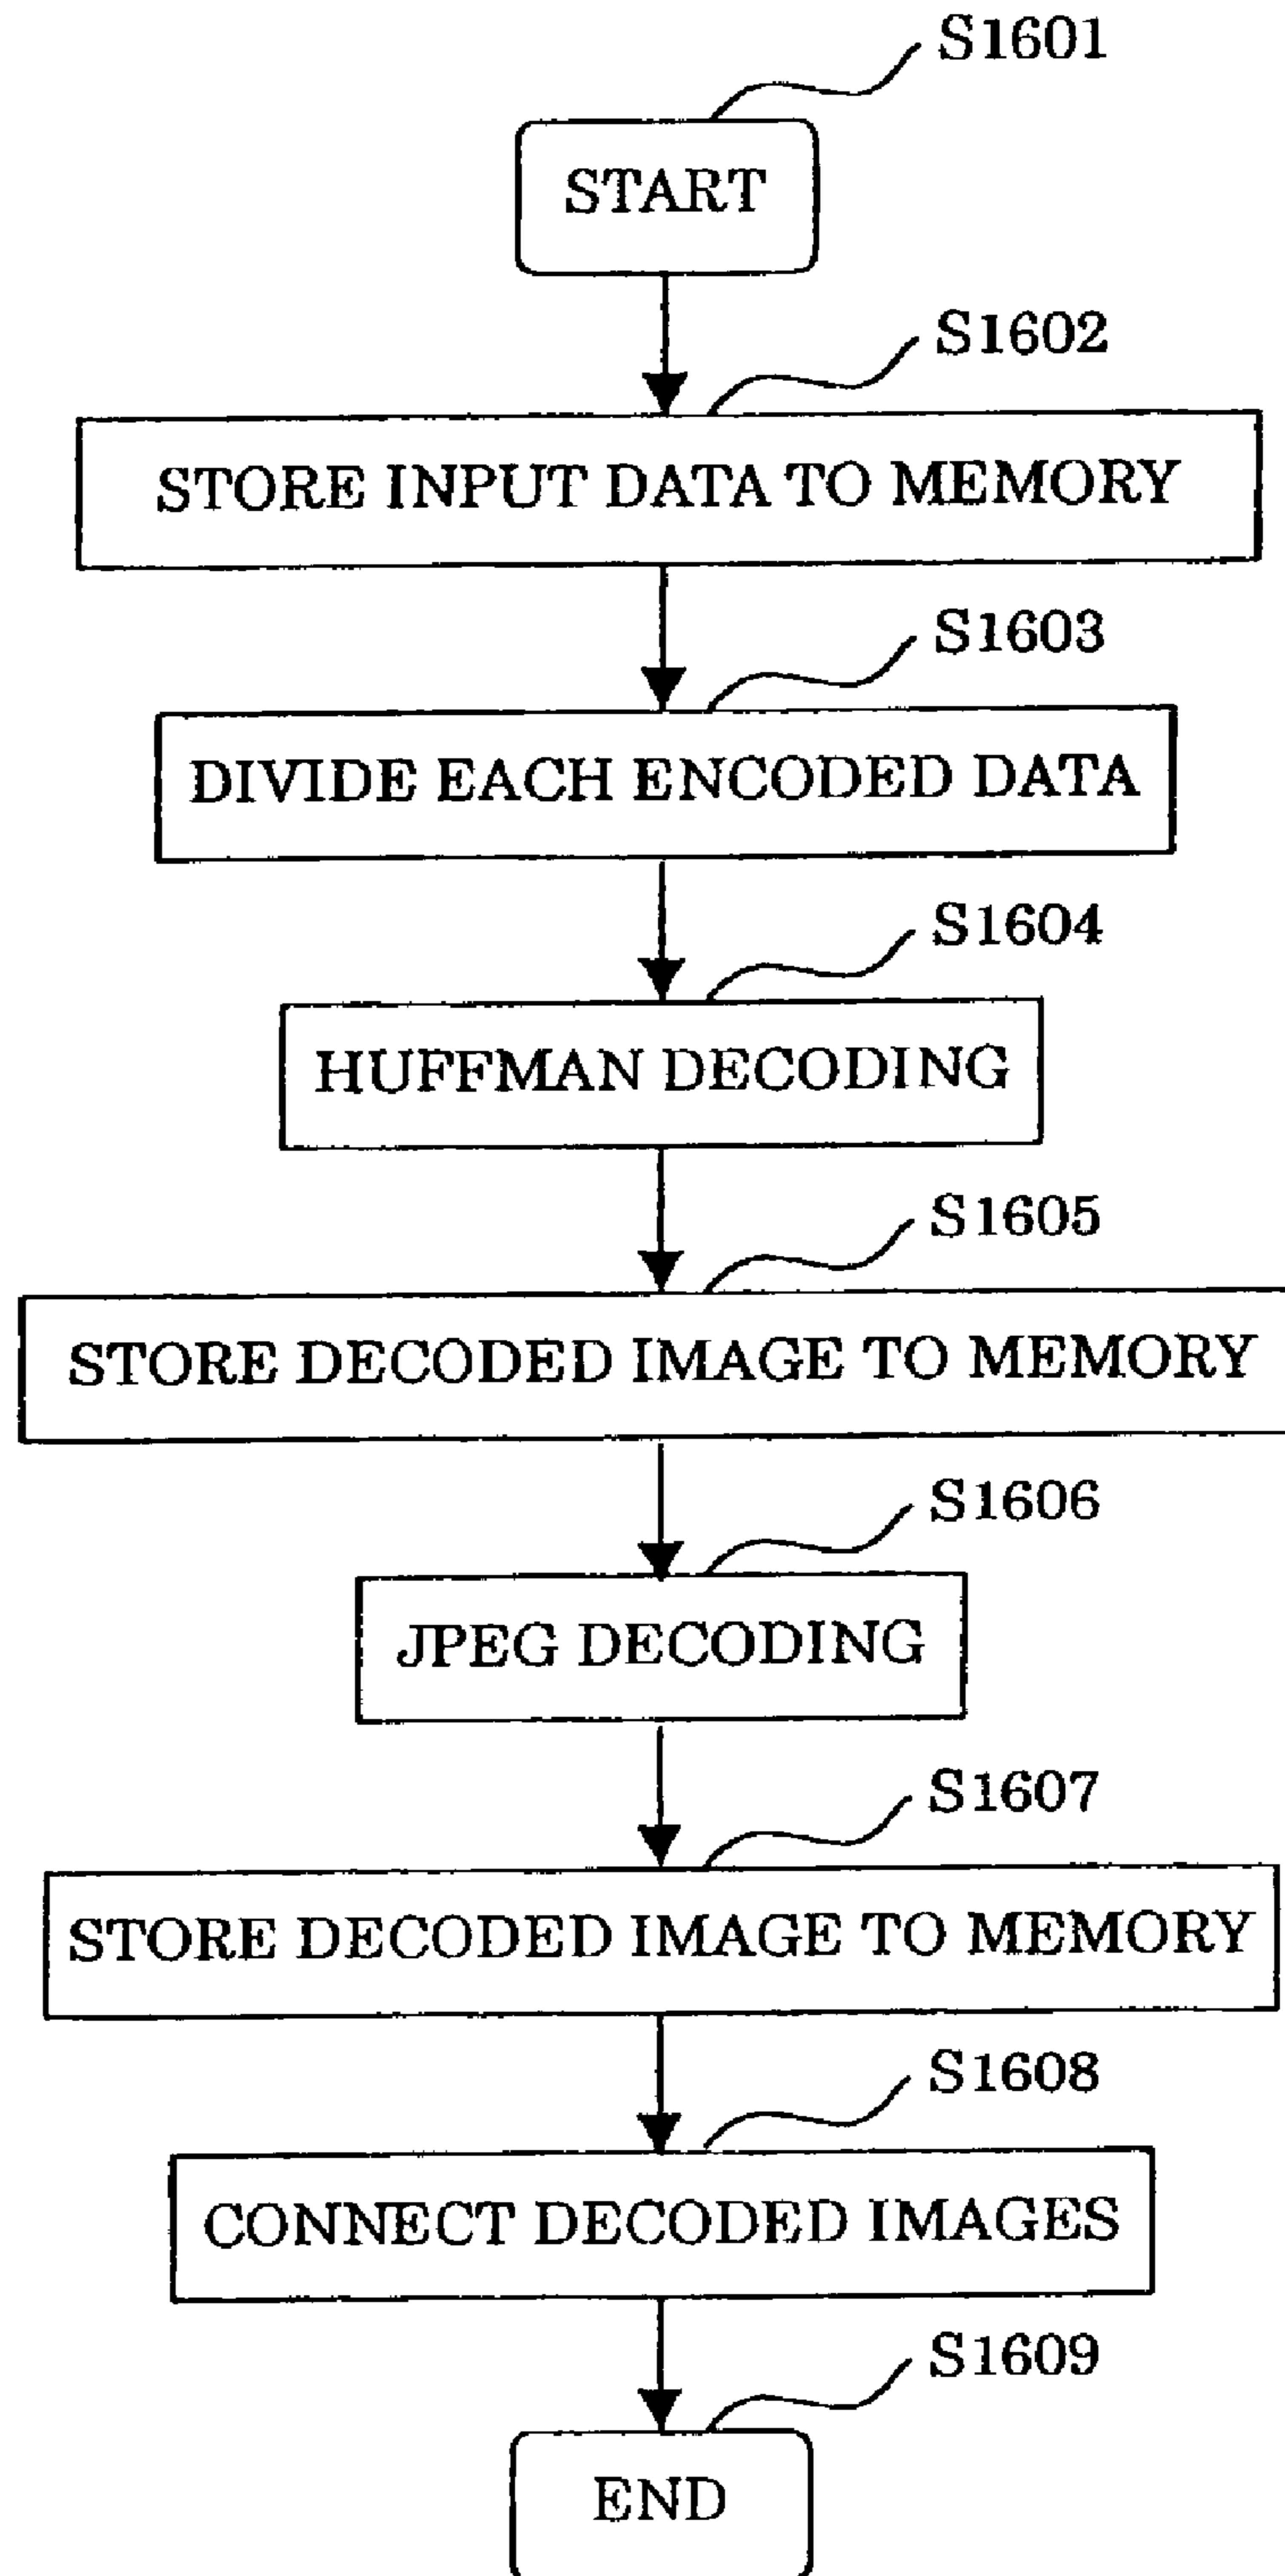 S1601
START
S1602
STORE INPUT DATA TO MEMORY
S1603
DIVIDE EACH ENCODED DATA
S1604
HUFFMAN DECODING
S1605
STORE DECODED IMAGE TO MEMORY
S1606
JPEG DECODING
S1607
STORE DECODED IMAGE TO MEMORY
S1608
CONNECT DECODED IMAGES
S1609
END